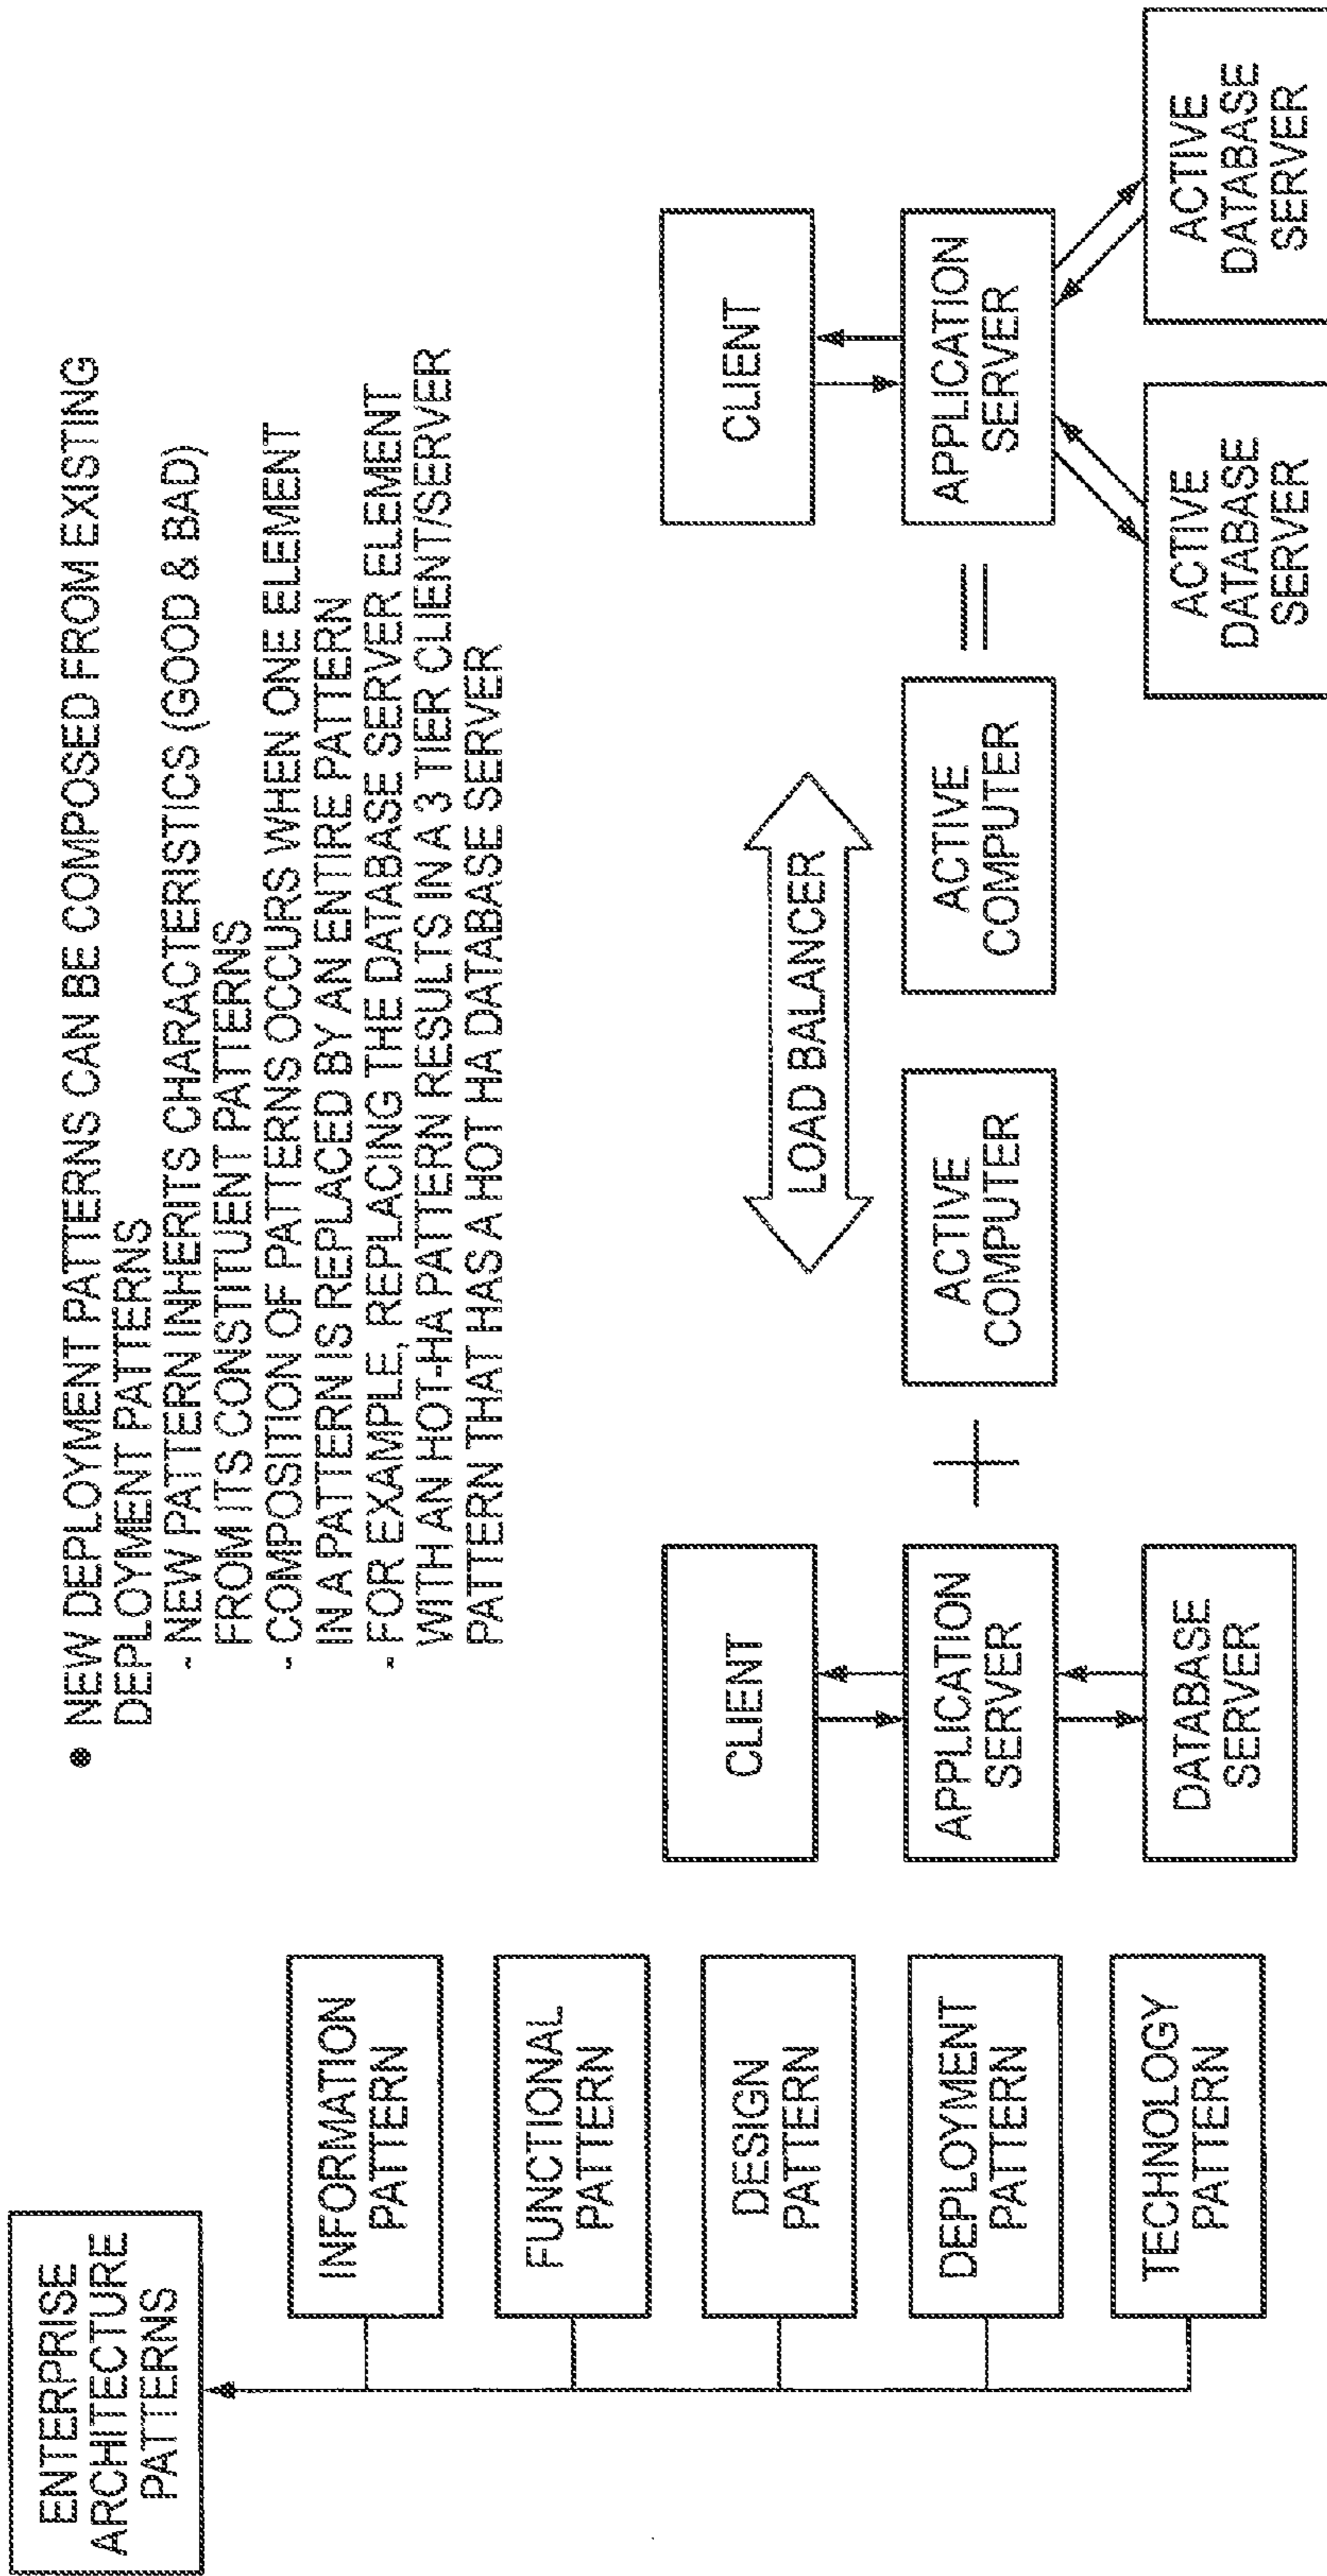 ● NEW DEPLOYMENT PATTERNS CAN BE COMPOSED FROM EXISTING
DEPLOYMENT PATTERNS
- NEW PATTERN INHERITS CHARACTERISTICS (GOOD & BAD)
FROM ITS CONSTITUENT PATTERNS
- COMPOSITION OF PATTERNS OCCURS WHEN ONE ELEMENT
IN A PATTERN IS REPLACED BY AN ENTIRE PATTERN
- FOR EXAMPLE, REPLACING THE DATABASE SERVER ELEMENT
WITH AN HOT-HA PATTERN RESULTS IN A 3 TIER CLIENT/SERVER
PATTERN THAT HAS A HOT HA DATABASE SERVER
ENTERPRISE
ARCHITECTURE
PATTERNS
INFORMATION
PATTERN
FUNCTIONAL
PATTERN
DESIGN
PATTERN
DEPLOYMENT
PATTERN
TECHNOLOGY
PATTERN
CLIENT
APPLICATION
SERVER
DATABASE
SERVER
+
LOAD BALANCER
ACTIVE
COMPUTER
ACTIVE
COMPUTER
=
CLIENT
APPLICATION
SERVER
ACTIVE
DATABASE
SERVER
ACTIVE
DATABASE
SERVER